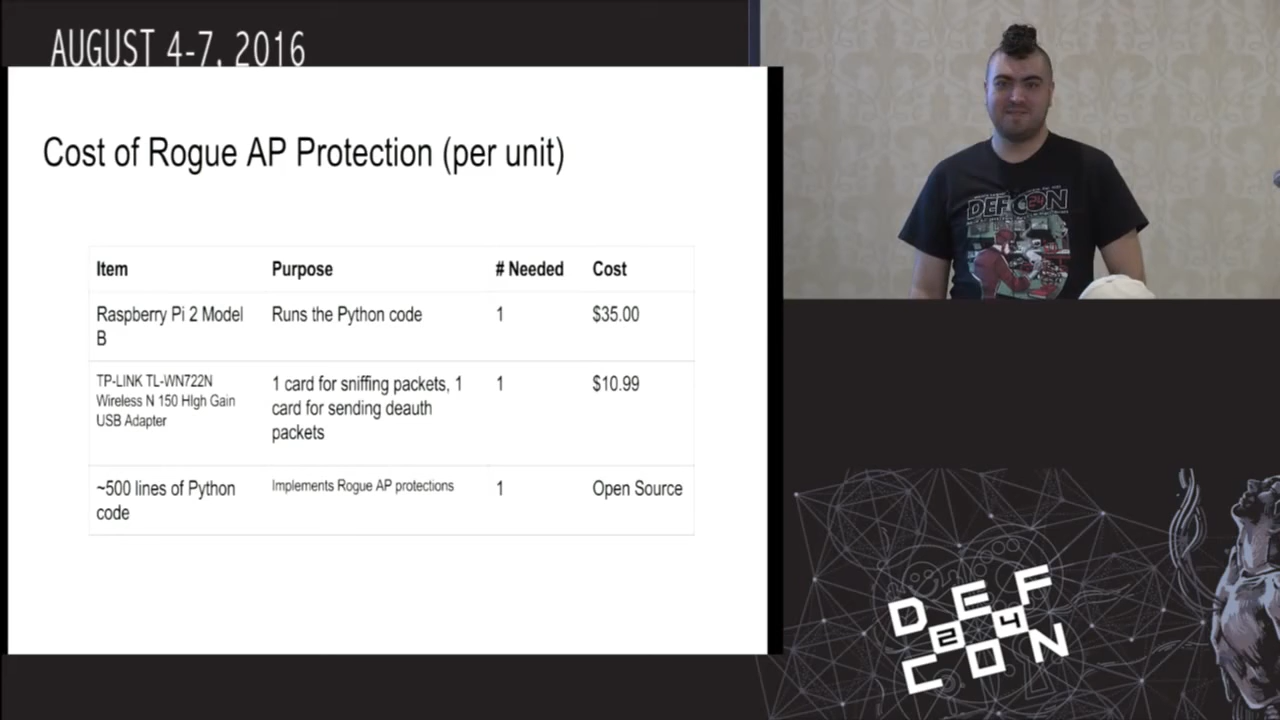 AUGUST 4-7, 2016
Cost of Rogue AP Protection (per unit)
Item Purpose # Needed Cost
Raspberry Pi 2 Model Runs the Python code 1 $35.00
B
TP-LINK TL-WN722N 1 card for sniffing packets, 1 1 $10.99
Wireless N 150 HIgh Gain card for sending deauth
USB Adapter packets
~500 lines of Python Implements Rogue AP protections 1 Open Source
code
DEFCON
24
DEF
24
CON